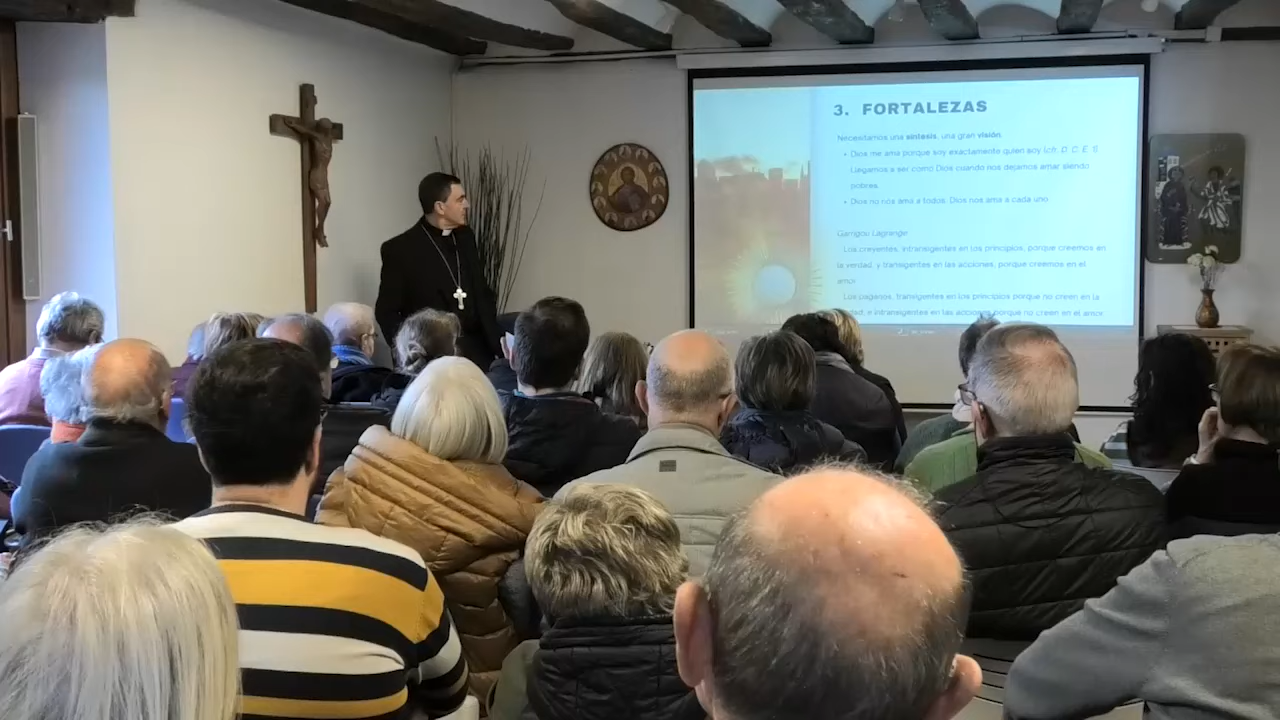 3. FORTALEZAS
Necesitamos una síntesis, una gran visión.
• Dios me ama porque soy exactamente quien soy (cfr. D. C. E. 1).
Llegamos a ser como Dios cuando nos dejamos amar siendo
pobres.
• Dios no nos ama a todos. Dios nos ama a cada uno.
Garrigou Lagrange:
Los creyentes, intransigentes en los principios, porque creemos en
la verdad, y transigentes en las acciones, porque creemos en el
amor.
Los paganos, transigentes en los principios porque no creen en la
e intransigentes en las acciones porque no creen en el amor.